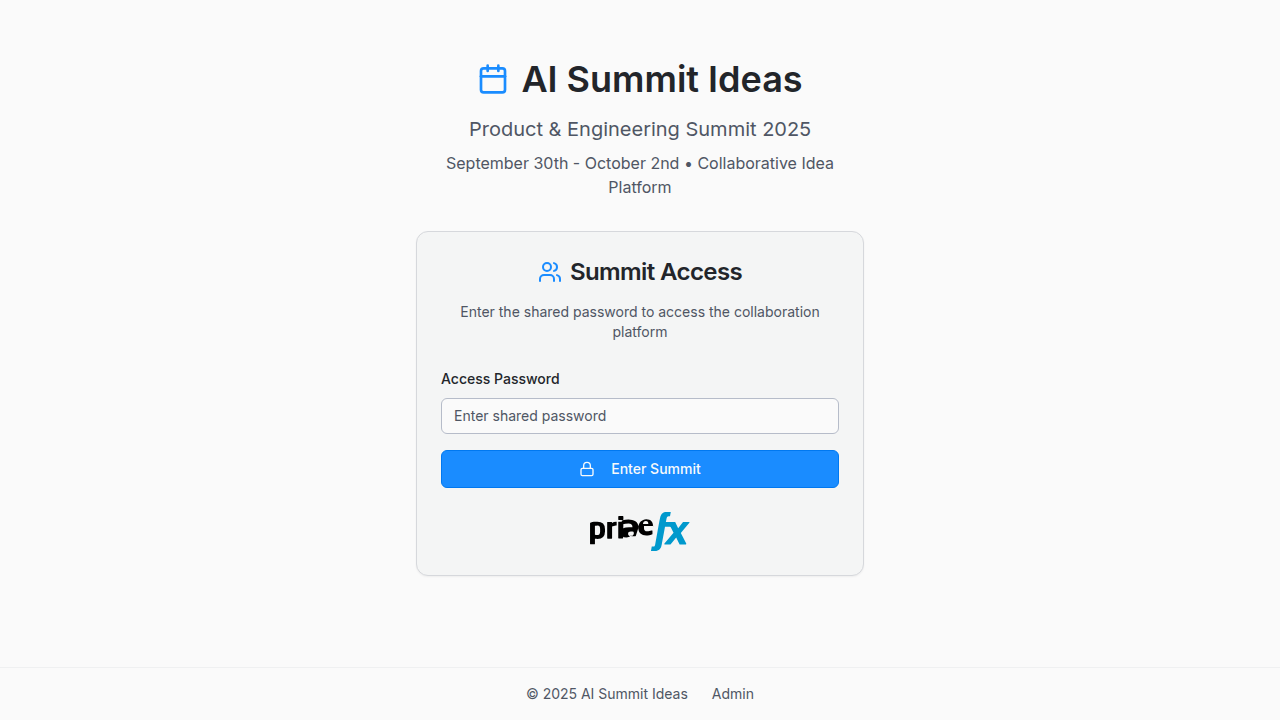 AI Summit Ideas
Product & Engineering Summit 2025
September 30th - October 2nd • Collaborative Idea
Platform
Summit Access
Enter the shared password to access the collaboration
platform
Access Password
Enter shared password
Enter Summit
fx
© 2025 AI Summit Ideas Admin